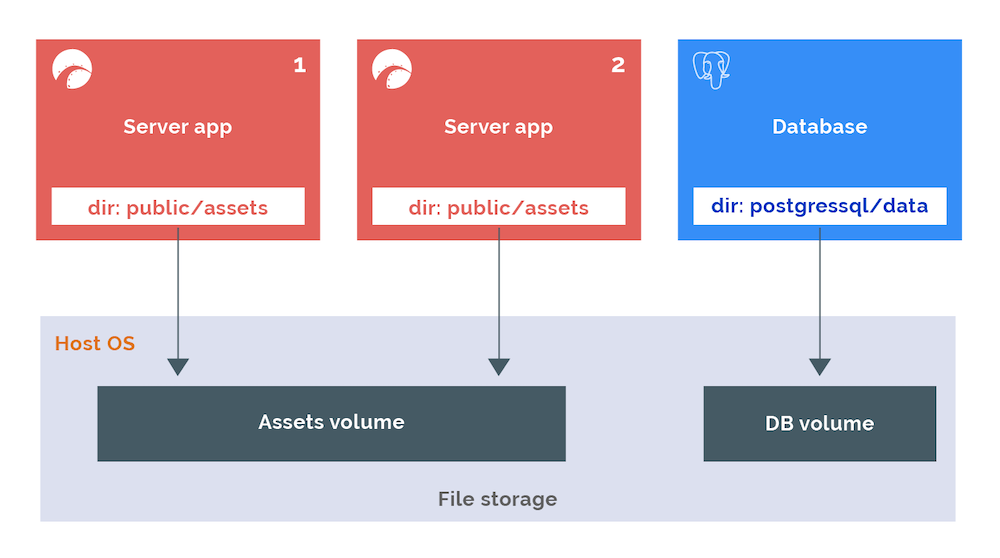 1
Server app
dir: public/assets
2
Server app
dir: public/assets
Database
dir: postgressql/data
Host OS
Assets volume
DB volume
File storage